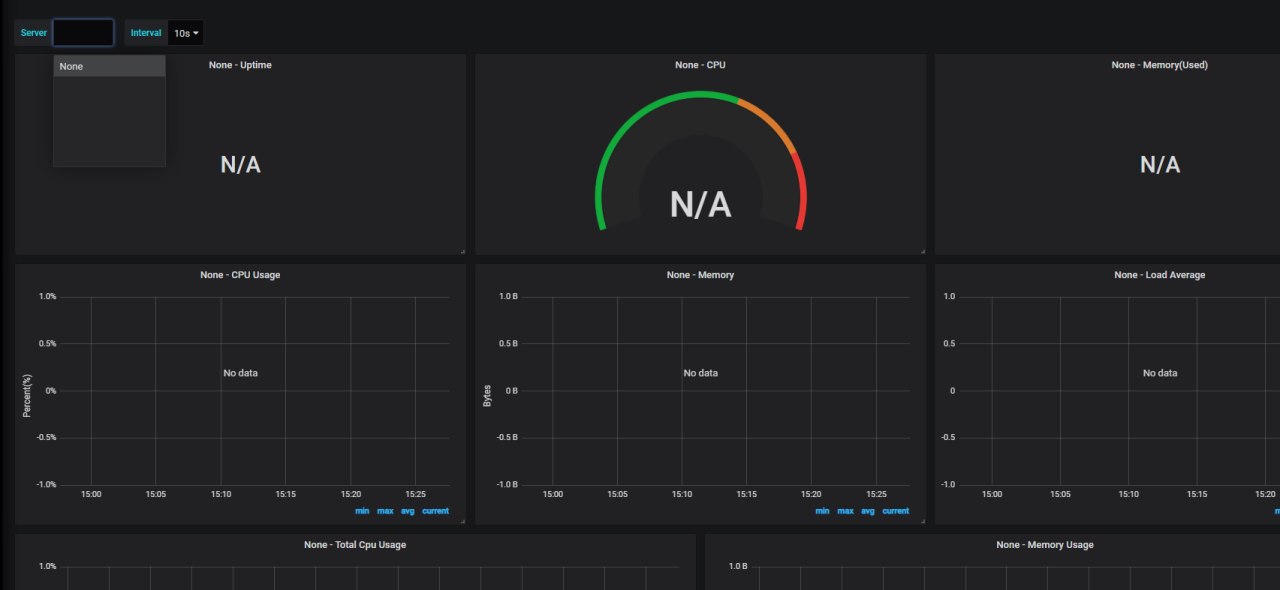 Server
Interval 10s
None
None - Uptime
N/A
None - CPU
N/A
None - Memory(Used)
N/A
None - CPU Usage
1.0%
0.5%
0%
-0.5%
-1.0%
Percent(%)
No data
15:00 15:05 15:10 15:15 15:20 15:25
min max avg current
None - Memory
1.0 B
0.5 B
0 B
-0.5 B
-1.0 B
Bytes
No data
15:00 15:05 15:10 15:15 15:20 15:25
min max avg current
None - Load Average
1.0
0.5
0
-0.5
-1.0
No data
15:00 15:05 15:10 15:15 15:20
None - Total Cpu Usage
1.0%
None - Memory Usage
1.0 B